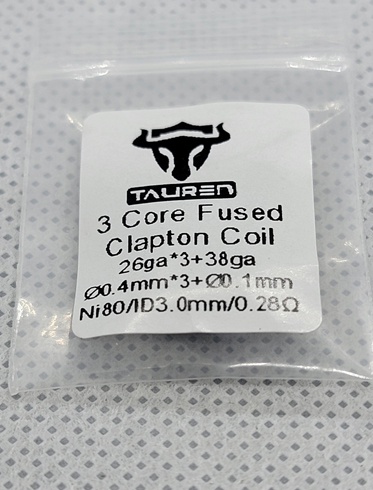 TAUREN
3 Core Fused
Clapton Coil
26ga*3+38ga
Ø0.4mm*3+Ø0.1mm
Ni80/ID3.0mm/0.28Ω